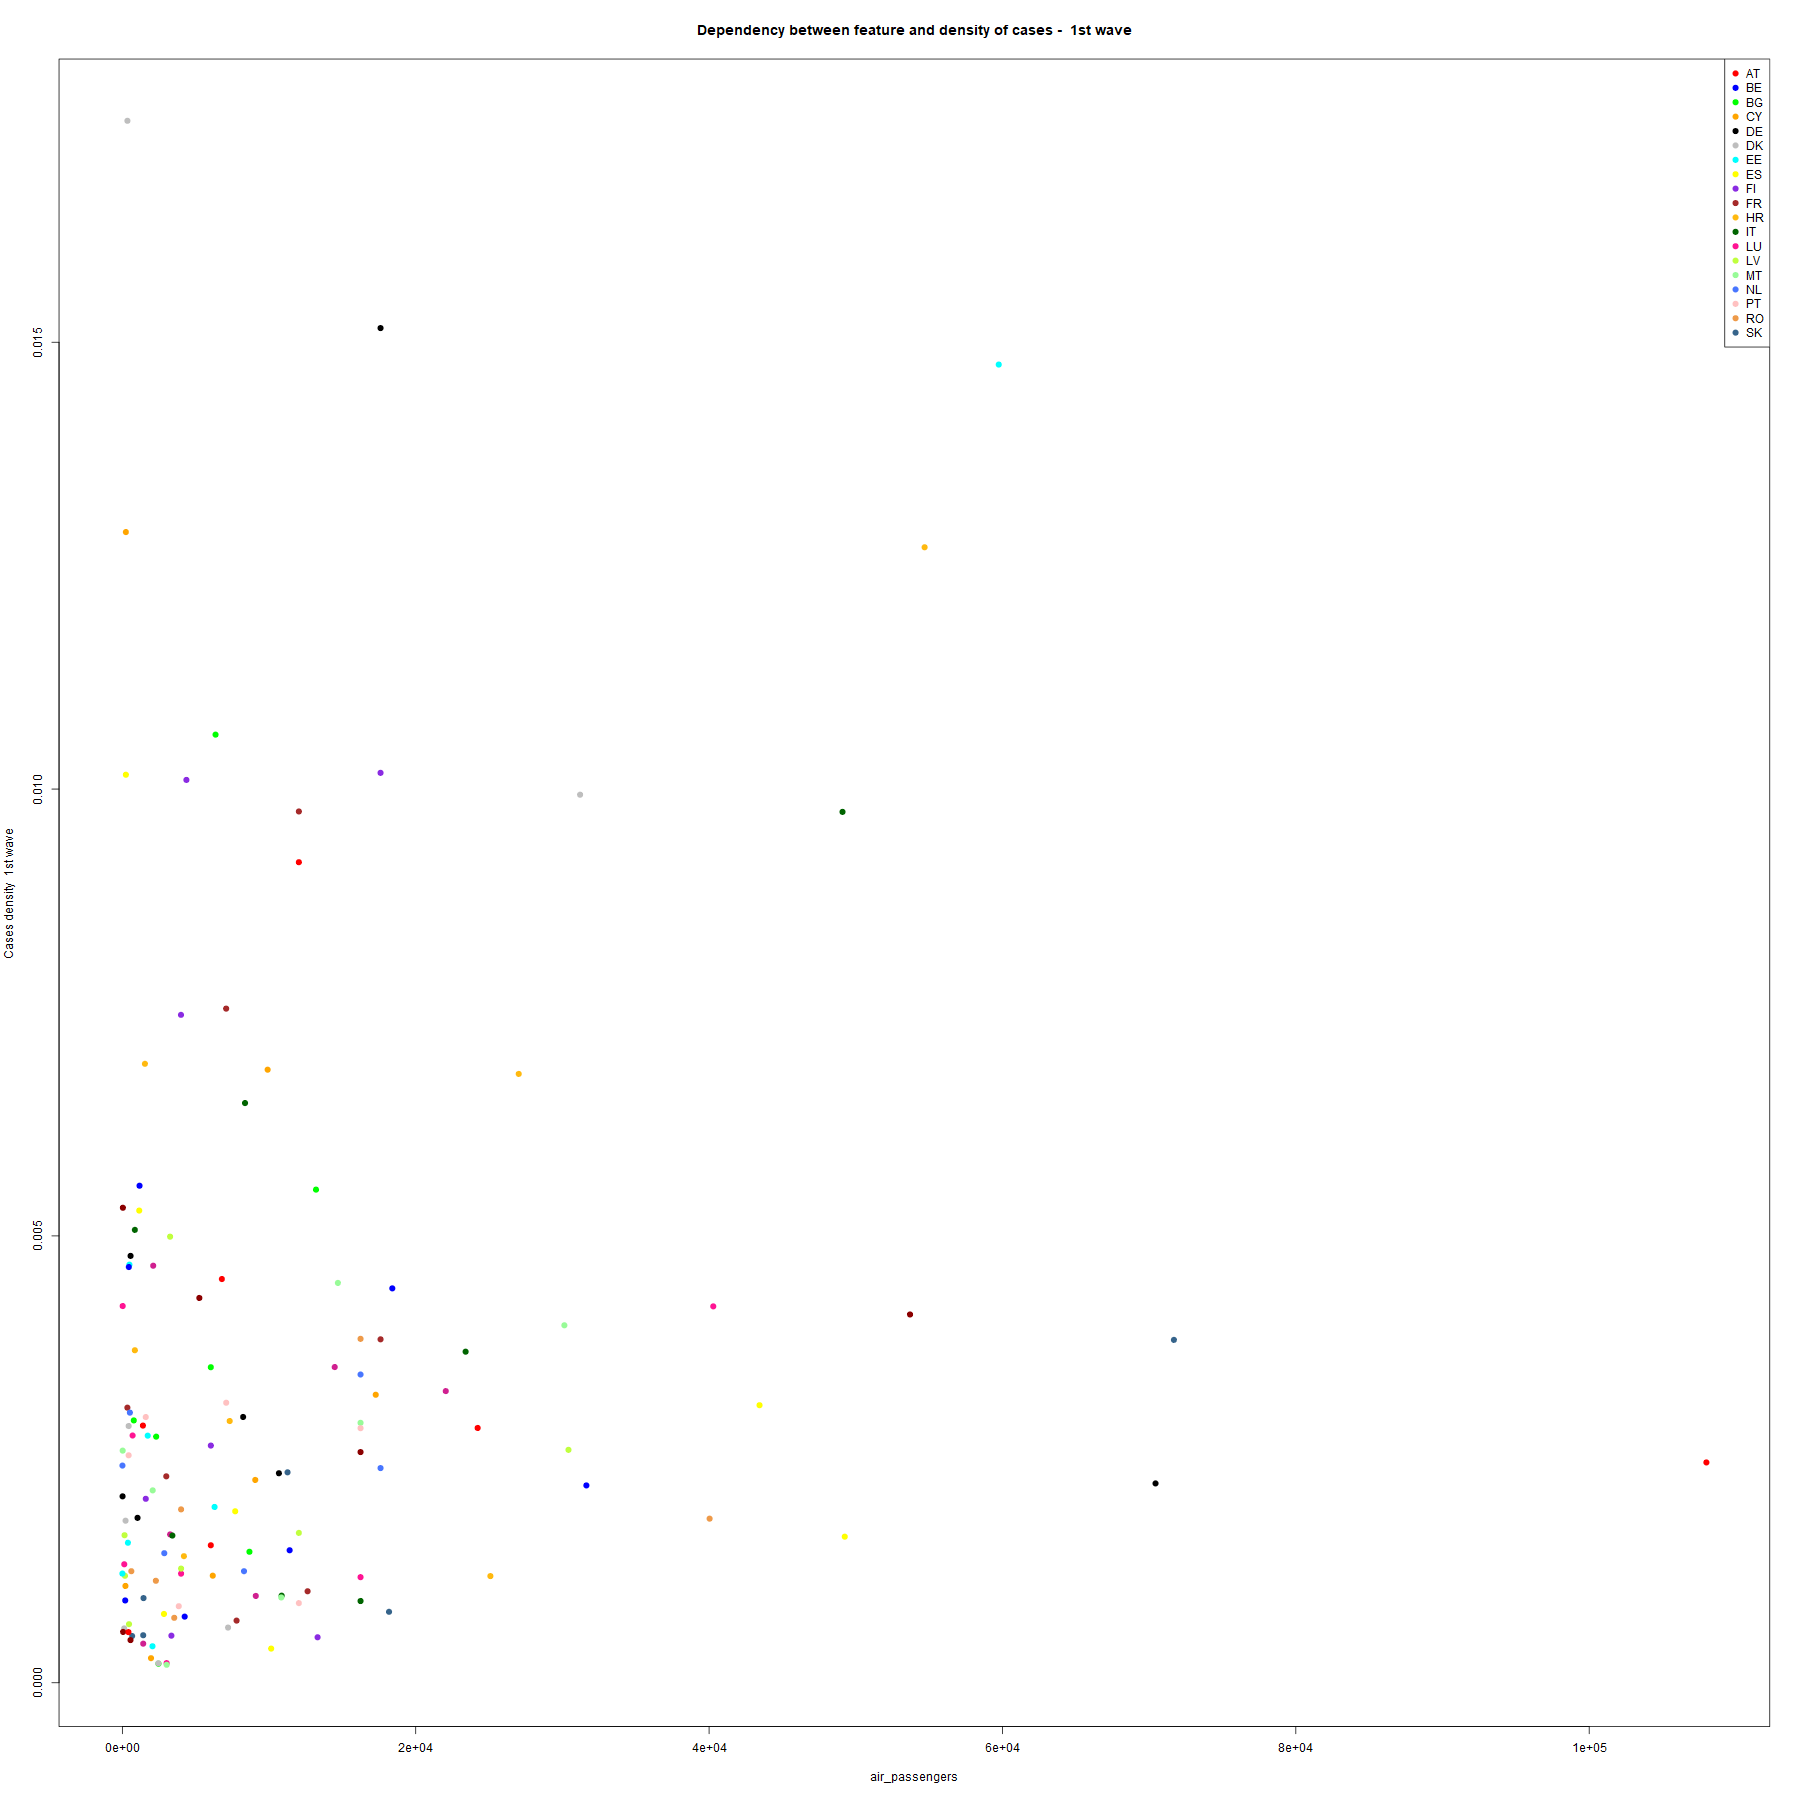 Dependency between feature and density of cases -  1st wave
AT
BE
BG
CY
DE
DK
EE
ES
FI
FR
HR
IT
LU
LV
MT
NL
PT
RO
SK
Cases density  1st wave
0.015
0.010
0.005
0.000
0e+00 2e+04 4e+04 6e+04 8e+04 1e+05
air_passengers